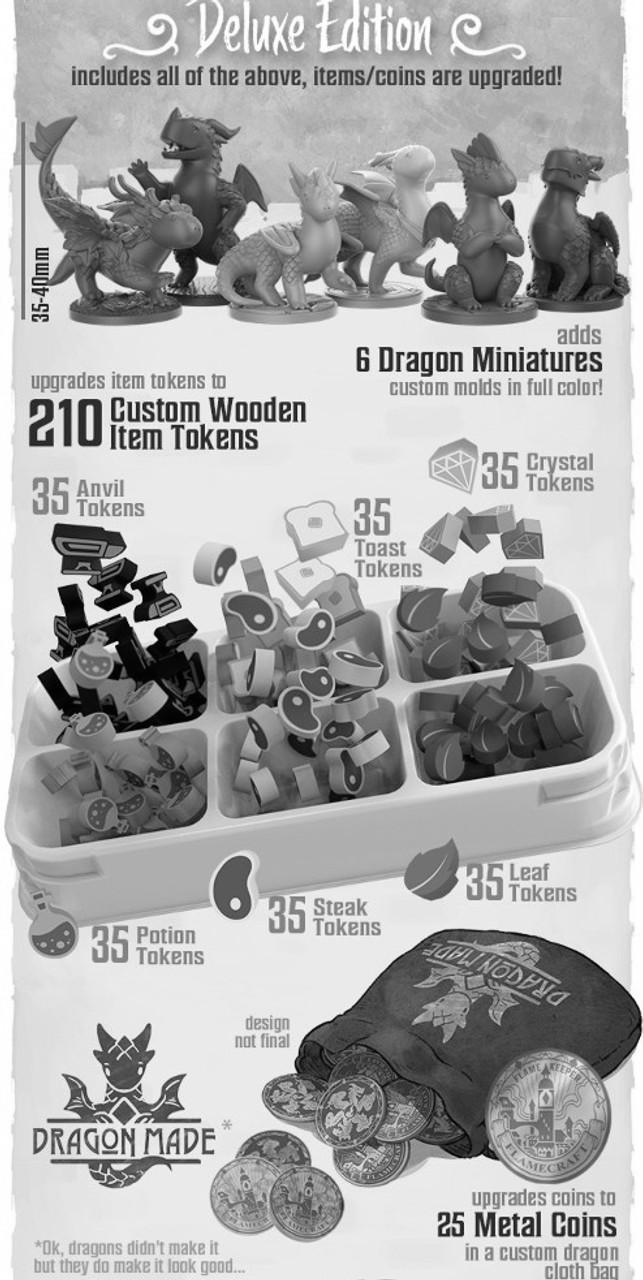 Deluxe Edition
includes all of the above, items/coins are upgraded!
35-40mm
adds
6 Dragon Miniatures
custom molds in full color!
upgrades item tokens to
210 Custom Wooden
Item Tokens
35 Anvil
Tokens
35
Toast
Tokens
35 Crystal
Tokens
35 Potion
Tokens
35 Steak
Tokens
35 Leaf
Tokens
design
not final
DRAGON MADE
DRAGON MADE*
FLAME KEEPER
FLAMECRAFT
upgrades coins to
25 Metal Coins
in a custom dragon
cloth bag
*Ok, dragons didn't make it
but they do make it look good...